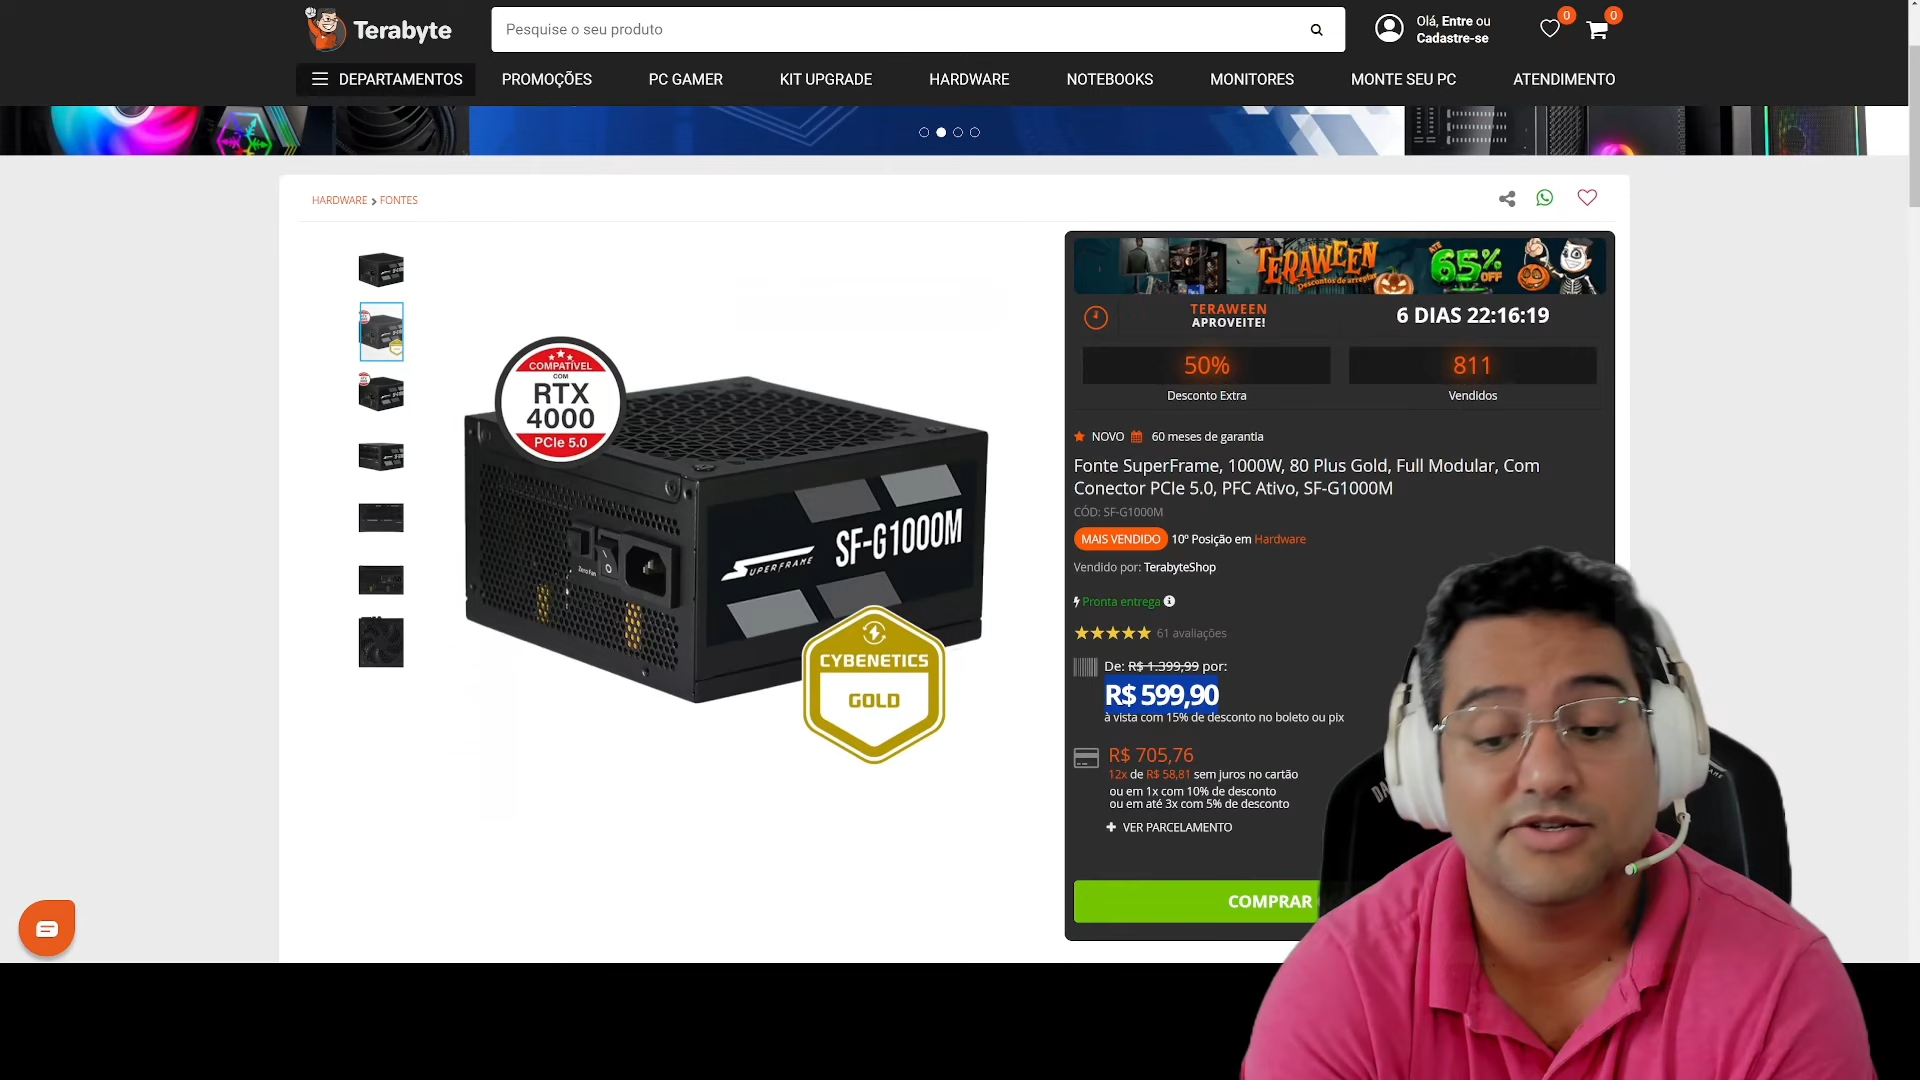 Terabyte
Pesquise o seu produto
Olá, Entre ou
Cadastre-se
0
0
DEPARTAMENTOS
PROMOÇÕES
PC GAMER
KIT UPGRADE
HARDWARE
NOTEBOOKS
MONITORES
MONTE SEU PC
ATENDIMENTO
HARDWARE > FONTES
COMPATÍVEL
COM
RTX
4000
PCIe 5.0
SUPERFRAME
SF-G1000M
Zero Fan
CYBENETICS
GOLD
TERAWEEN
Descontos de arrepiar
ATÉ
65%
OFF
TERAWEEN
APROVEITE!
6 DIAS 22:16:19
50%
Desconto Extra
811
Vendidos
NOVO 60 meses de garantia
Fonte SuperFrame, 1000W, 80 Plus Gold, Full Modular, Com
Conector PCIe 5.0, PFC Ativo, SF-G1000M
CÓD: SF-G1000M
MAIS VENDIDO 10º Posição em Hardware
Vendido por: TerabyteShop
Pronta entrega
61 avaliações
De: R$ 1.399,99 por:
R$ 599,90
à vista com 15% de desconto no boleto ou pix
R$ 705,76
12x de R$ 58,81 sem juros no cartão
ou em 1x com 10% de desconto
ou em até 3x com 5% de desconto
+ VER PARCELAMENTO
COMPRAR